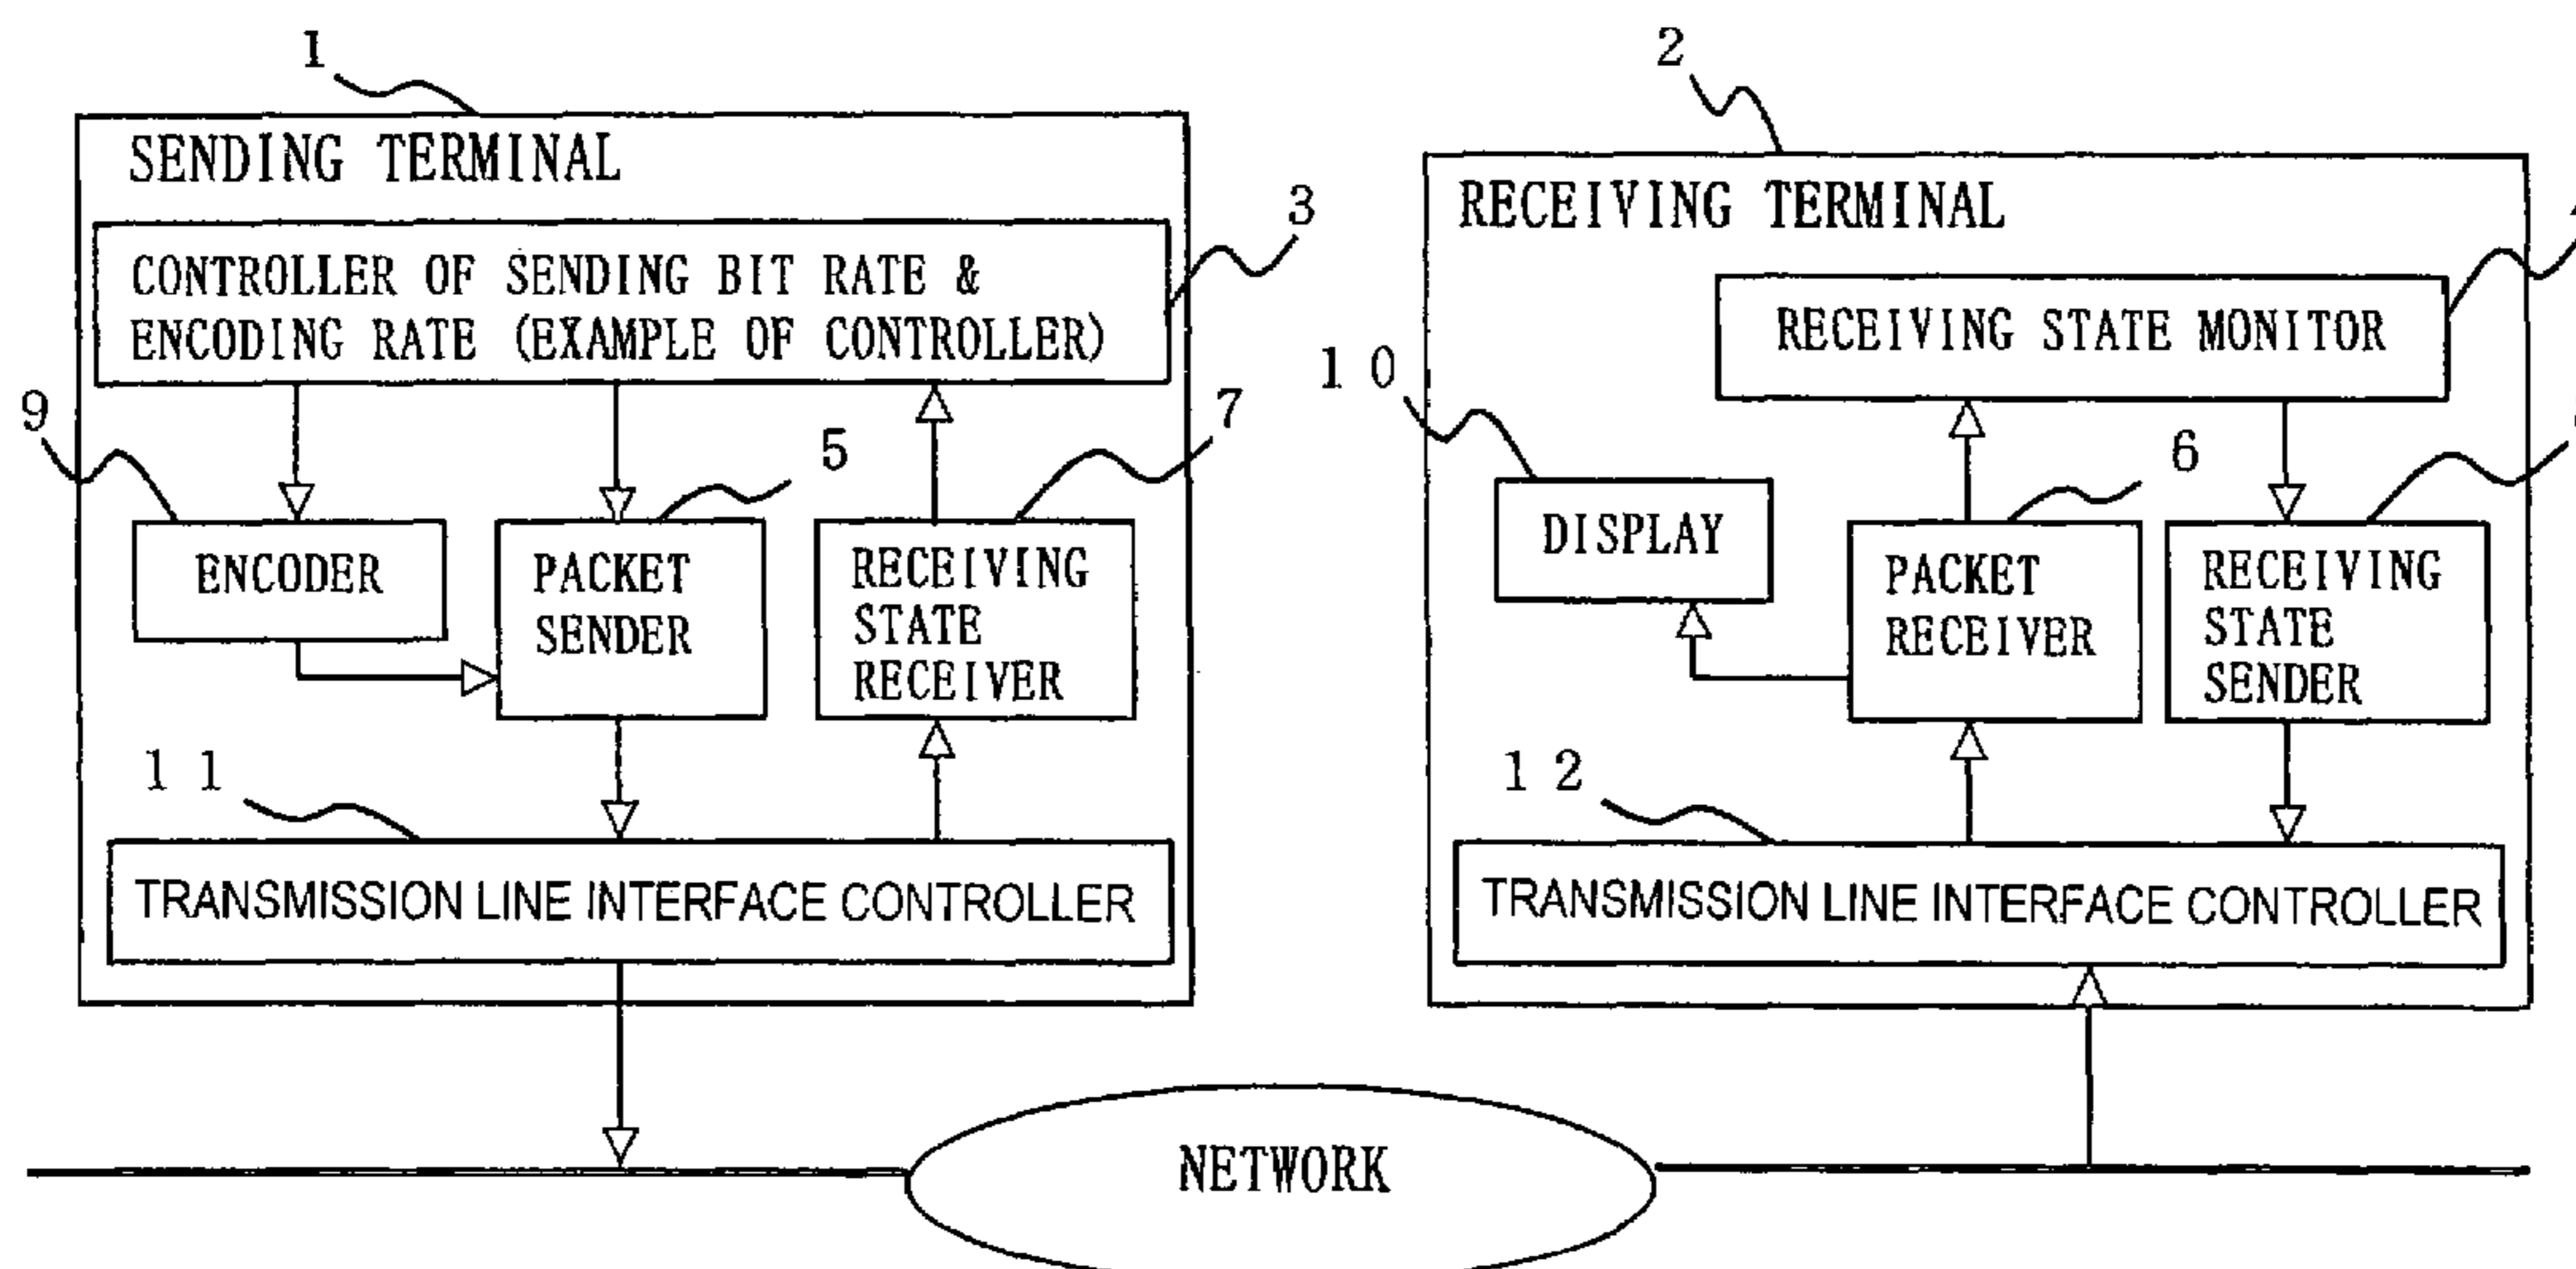 1
SENDING TERMINAL
3
CONTROLLER OF SENDING BIT RATE &
ENCODING RATE (EXAMPLE OF CONTROLLER)
9
5
7
ENCODER
PACKET
SENDER
RECEIVING
STATE
RECEIVER
11
TRANSMISSION LINE INTERFACE CONTROLLER
2
RECEIVING TERMINAL
RECEIVING STATE MONITOR
10
6
DISPLAY
PACKET
RECEIVER
RECEIVING
STATE
SENDER
12
TRANSMISSION LINE INTERFACE CONTROLLER
NETWORK